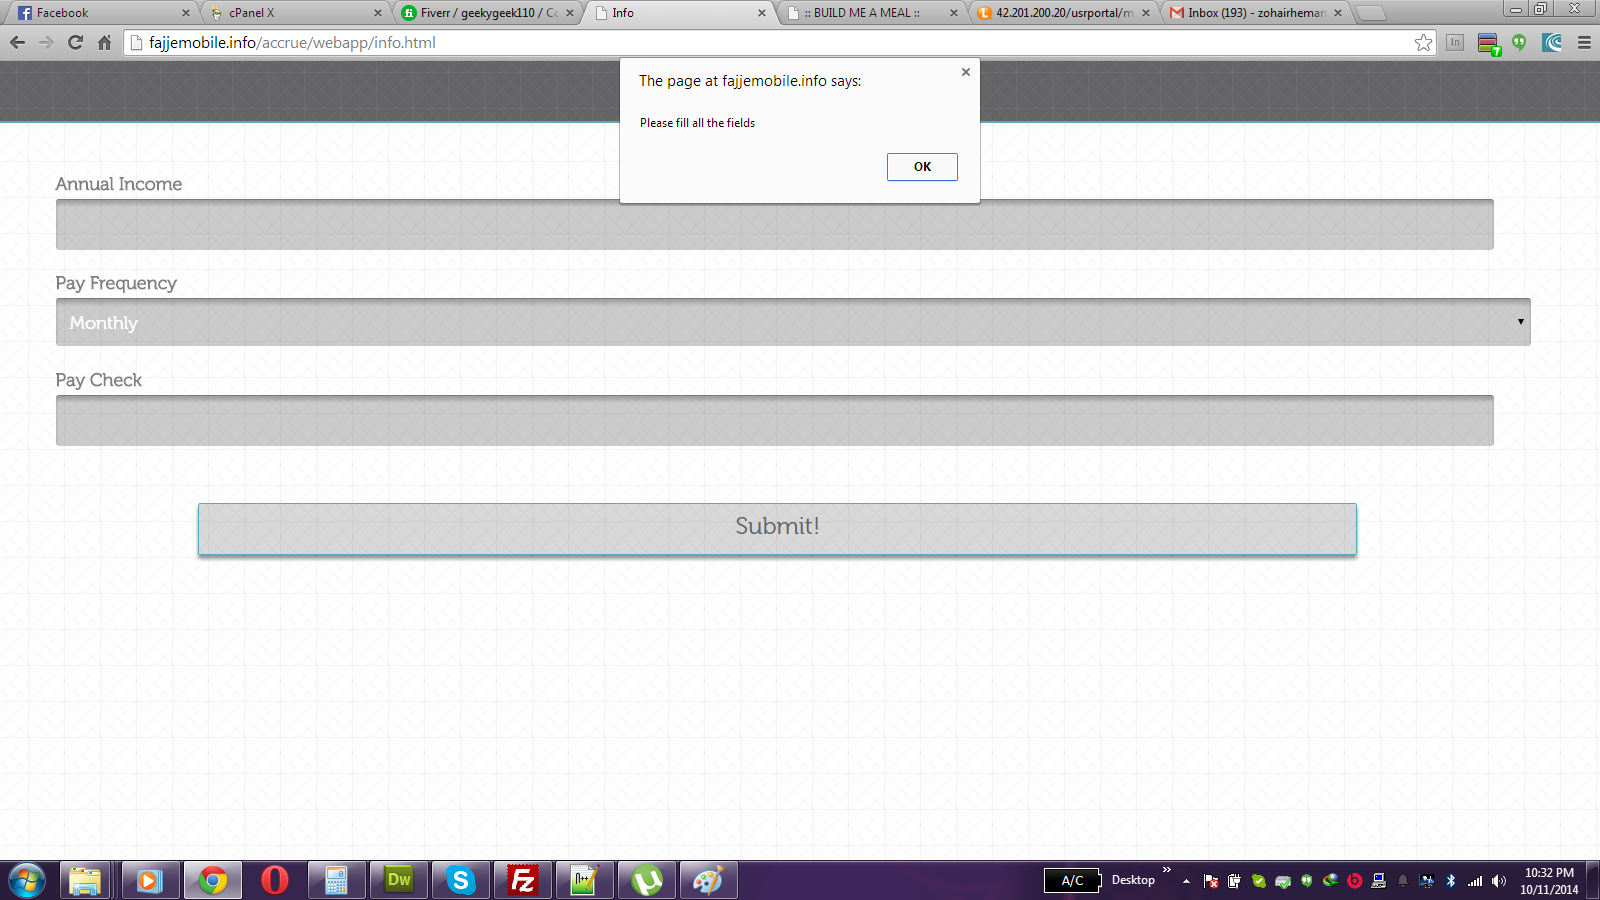 Facebook
cPanel X
Fiverr / geekygeek110 / Co
Info
:: BUILD ME A MEAL ::
42.201.200.20/usrportal/m
Inbox (193) - zohairheman
fajjemobile.info/accrue/webapp/info.html
The page at fajjemobile.info says:
Please fill all the fields
OK
Annual Income
Pay Frequency
Monthly
Pay Check
Submit!
Dw
A/C
Desktop
10:32 PM
10/11/2014